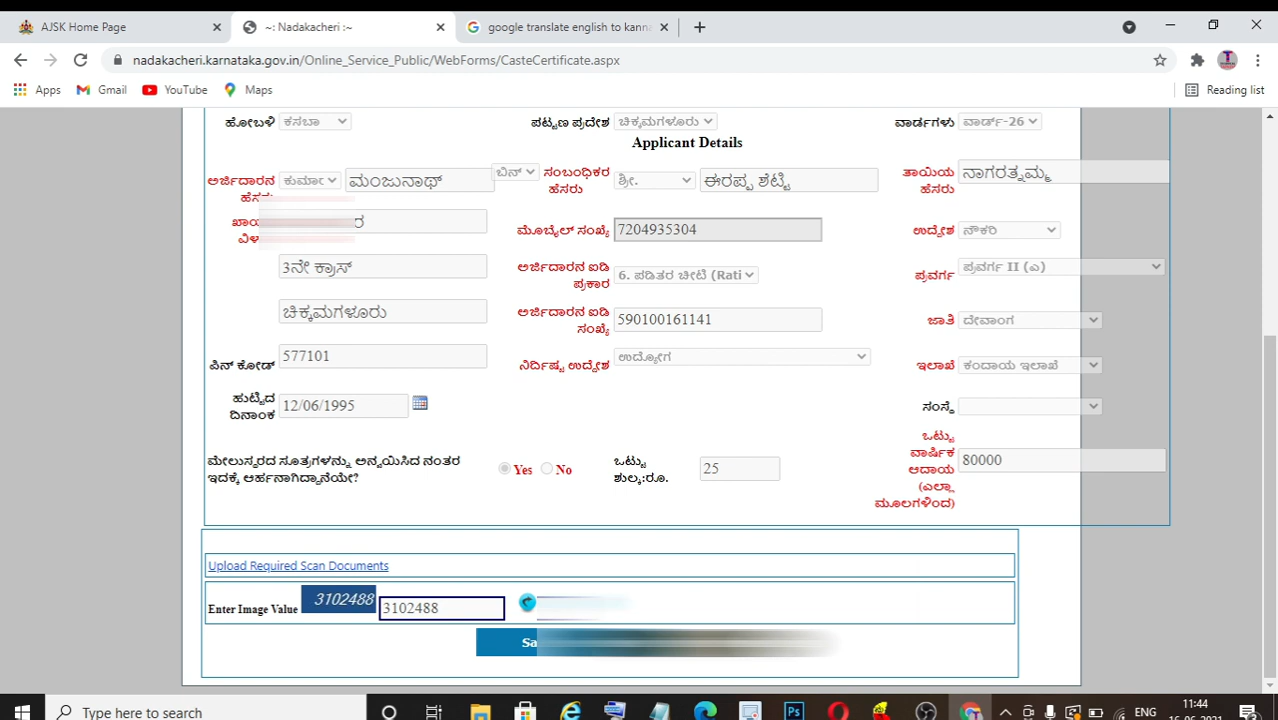 AJSK Home Page
~: Nadakacheri :~
google translate english to kann
nadakacheri.karnataka.gov.in/Online_Service_Public/WebForms/CasteCertificate.aspx
Apps Gmail YouTube Maps Reading list
ಹೋಬಳಿ ಕಸಬಾ ಪಟ್ಟಣ ಪ್ರದೇಶ ಚಿಕ್ಕಮಗಳೂರು ವಾರ್ಡಗಳು ವಾರ್ಡ್-26
Applicant Details
ಅರ್ಜಿದಾರನ ಹೆಸರು ಕುಮಾರ ಮಂಜುನಾಥ್ ಬಿನ್ ಸಂಬಂಧಿಕರ ಹೆಸರು ಶ್ರೀ. ಈರಪ್ಪ ಶೆಟ್ಟಿ ತಾಯಿಯ ಹೆಸರು ನಾಗರತ್ನಮ್ಮ
ಮೊಬೈಲ್ ಸಂಖ್ಯೆ 7204935304 ಉದ್ದೇಶ ನೌಕರಿ
3ನೇ ಕ್ರಾಸ್ ಅರ್ಜಿದಾರನ ಐಡಿ ಪ್ರಕಾರ 6. ಪಡಿತರ ಚೀಟಿ (Rati ಪ್ರವರ್ಗ ಪ್ರವರ್ಗ II (ಎ)
ಚಿಕ್ಕಮಗಳೂರು ಅರ್ಜಿದಾರನ ಐಡಿ ಸಂಖ್ಯೆ 590100161141 ಜಾತಿ ದೇವಾಂಗ
ಪಿನ್ ಕೋಡ್ 577101 ನಿರ್ದಿಷ್ಟ ಉದ್ದೇಶ ಉದ್ಯೋಗ ಇಲಾಖೆ ಕಂದಾಯ ಇಲಾಖೆ
ಹುಟ್ಟಿದ ದಿನಾಂಕ 12/06/1995 ಸಂಸ್ಥೆ
ಮೇಲುಸ್ತರದ ಸೂತ್ರಗಳನ್ನು ಅನ್ವಯಿಸಿದ ನಂತರ ಇದಕ್ಕೆ ಅರ್ಹನಾಗಿದ್ದಾನೆಯೇ? Yes No ಒಟ್ಟು ಶುಲ್ಕ:ರೂ. 25 ಒಟ್ಟು ವಾರ್ಷಿಕ ಆದಾಯ (ಎಲ್ಲಾ ಮೂಲಗಳಿಂದ) 80000
Upload Required Scan Documents
Enter Image Value 3102488 3102488
Type here to search
ENG 11:44
16-06-2021